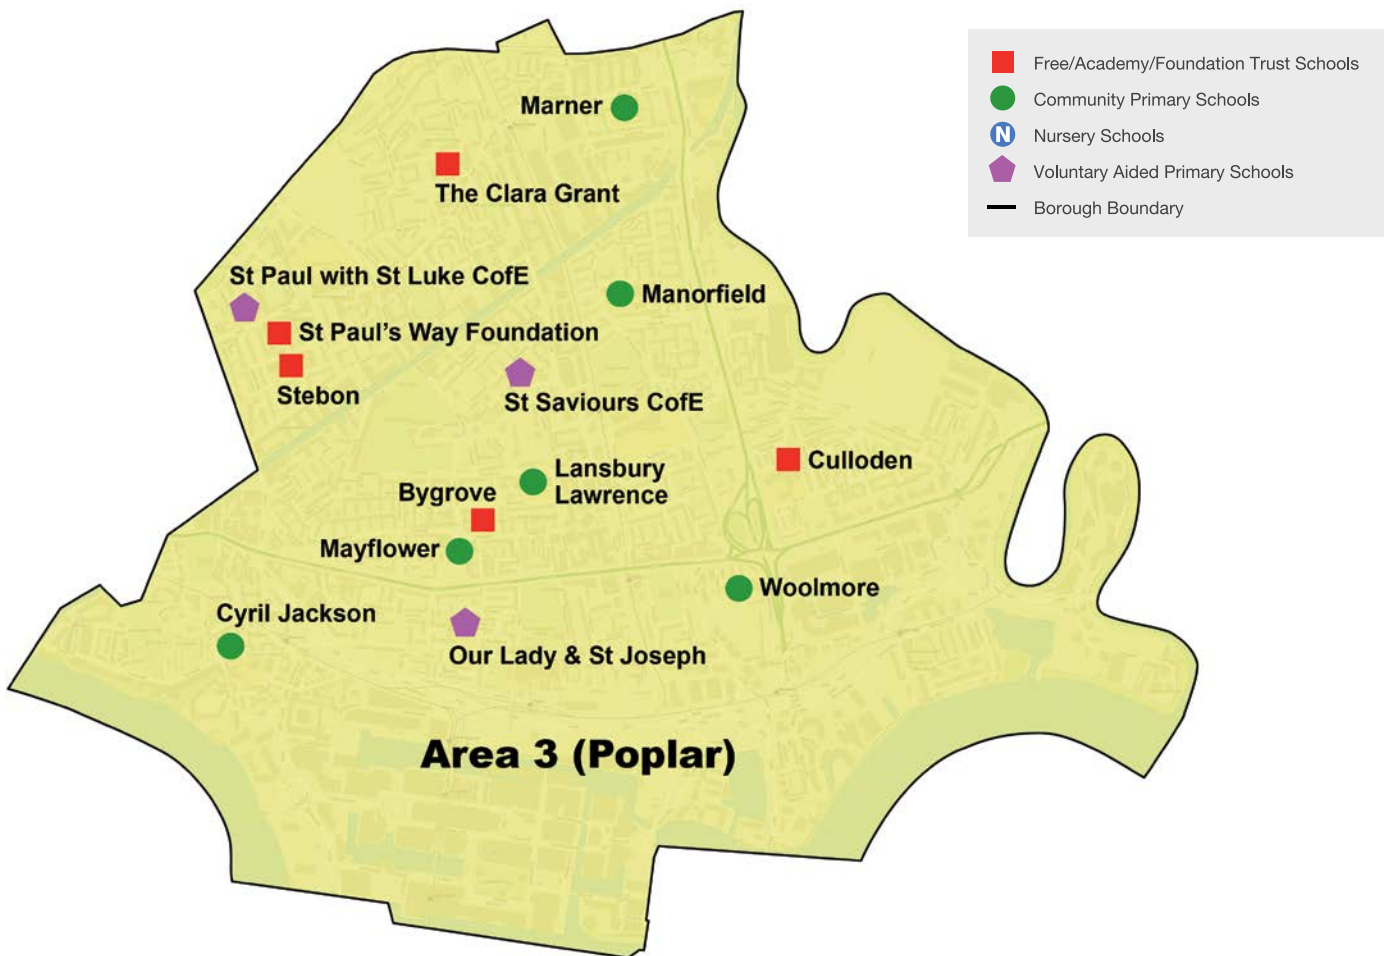 Marner
The Clara Grant
St Paul with St Luke CofE
Manorfield
St Paul's Way Foundation
Stebon
St Saviours CofE
Culloden
Lansbury
Lawrence
Bygrove
Mayflower
Woolmore
Cyril Jackson
Our Lady & St Joseph
Area 3 (Poplar)
Free/Academy/Foundation Trust Schools
Community Primary Schools
N Nursery Schools
Voluntary Aided Primary Schools
Borough Boundary